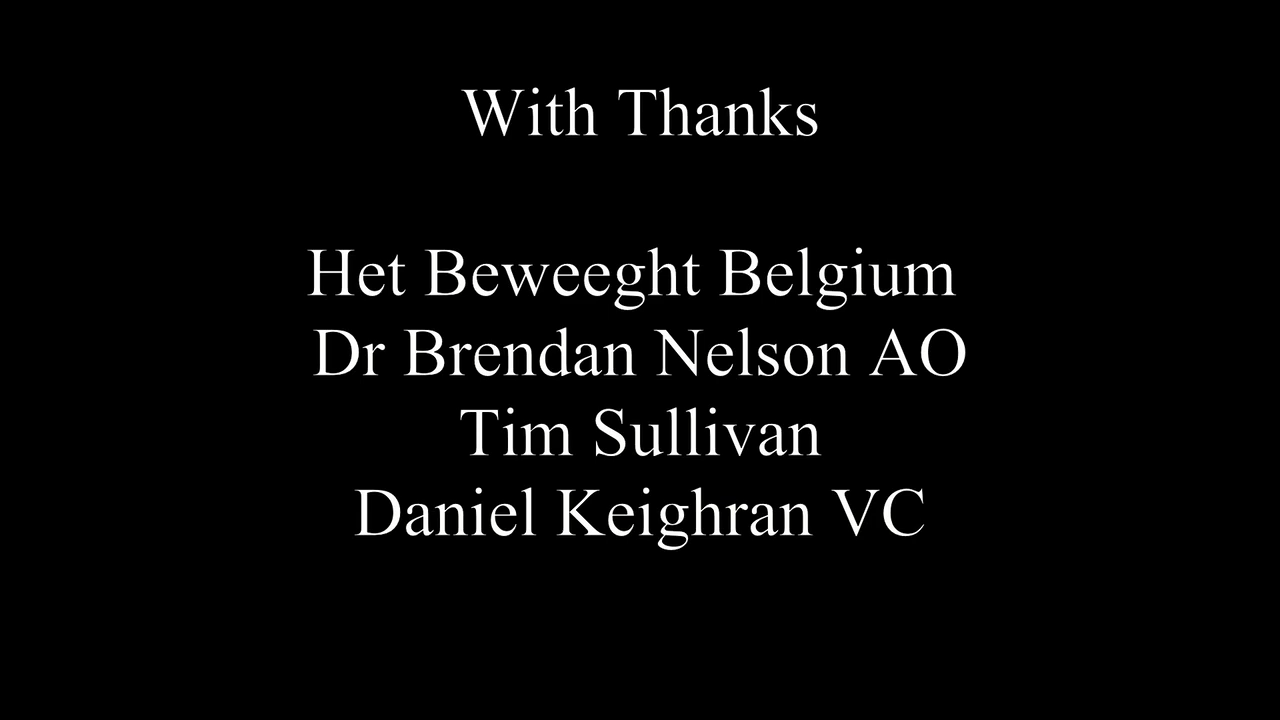 With Thanks
Het Beweeght Belgium
Dr Brendan Nelson AO
Tim Sullivan
Daniel Keighran VC